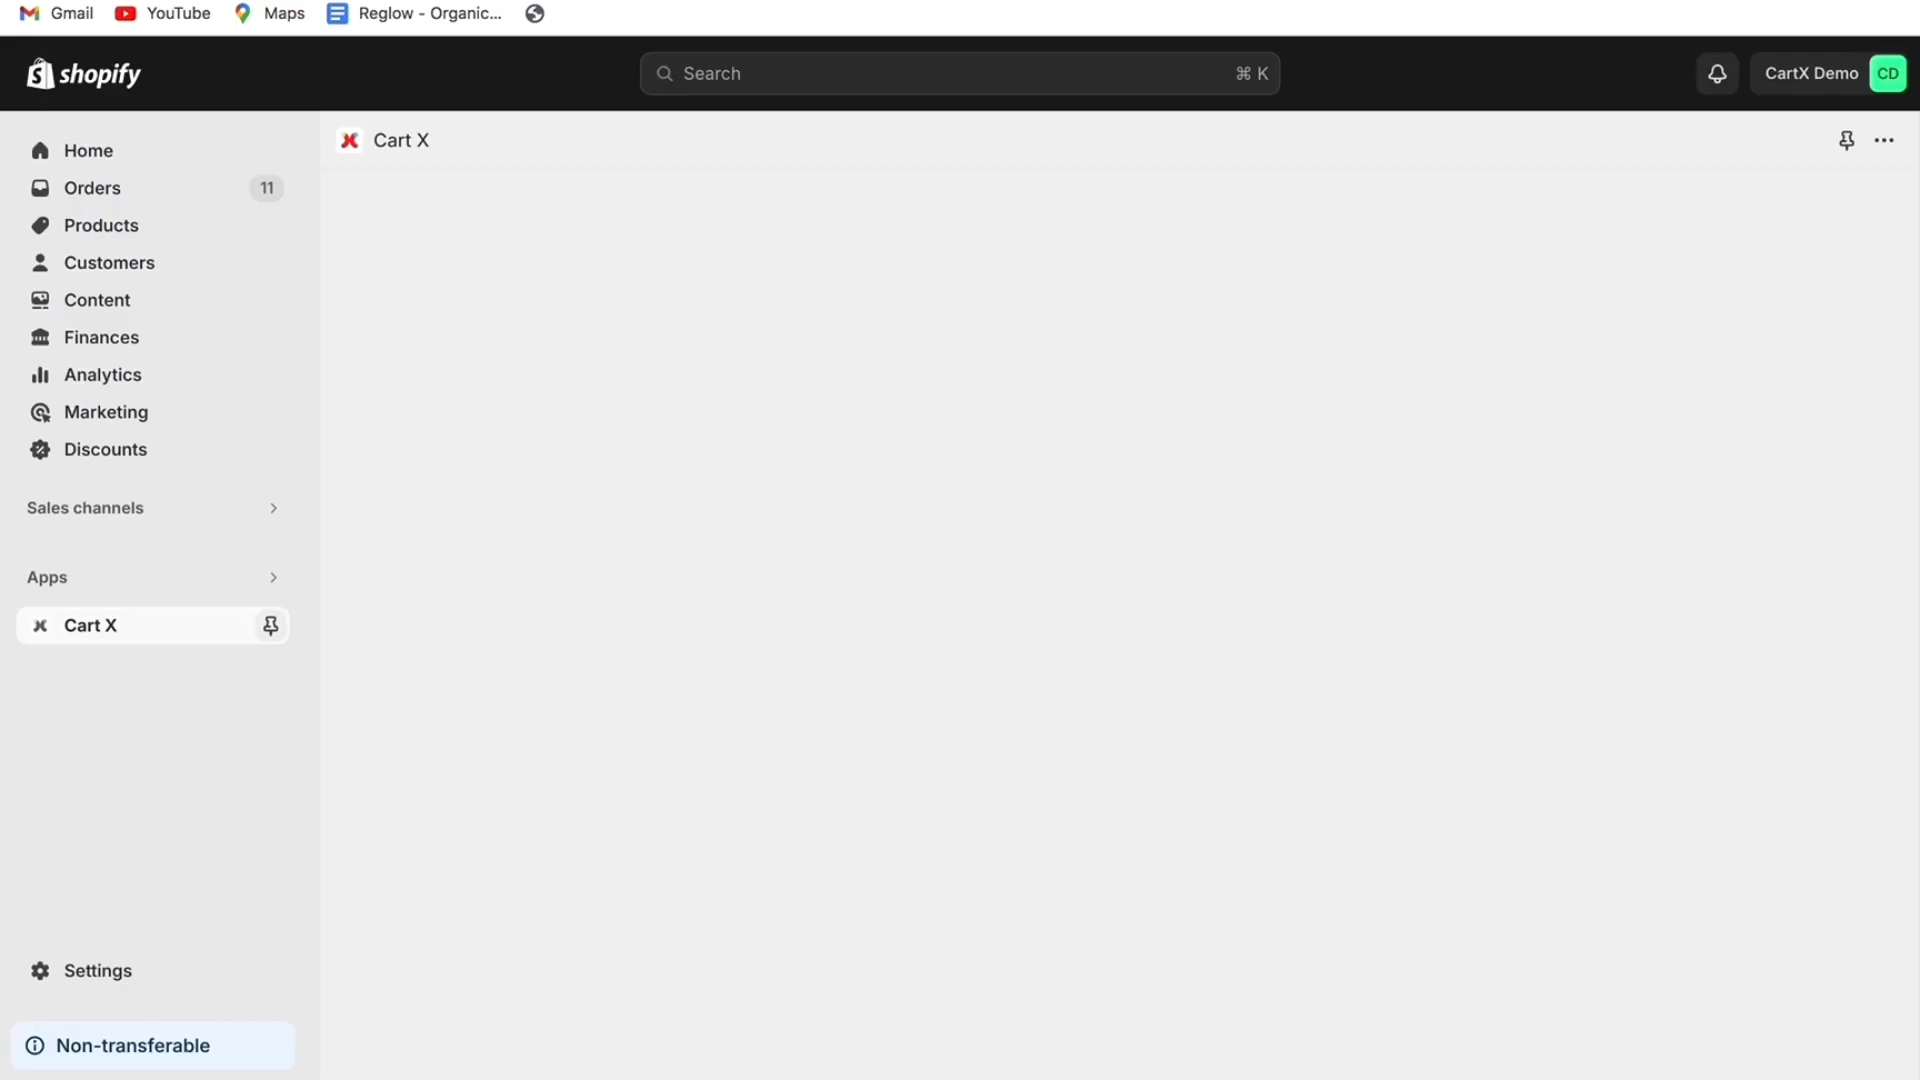 Gmail YouTube Maps Reglow - Organic...
shopify Search ⌘ K CartX Demo CD
Cart X
Home
Orders 11
Products
Customers
Content
Finances
Analytics
Marketing
Discounts
Sales channels
Apps
Cart X
Settings
Non-transferable